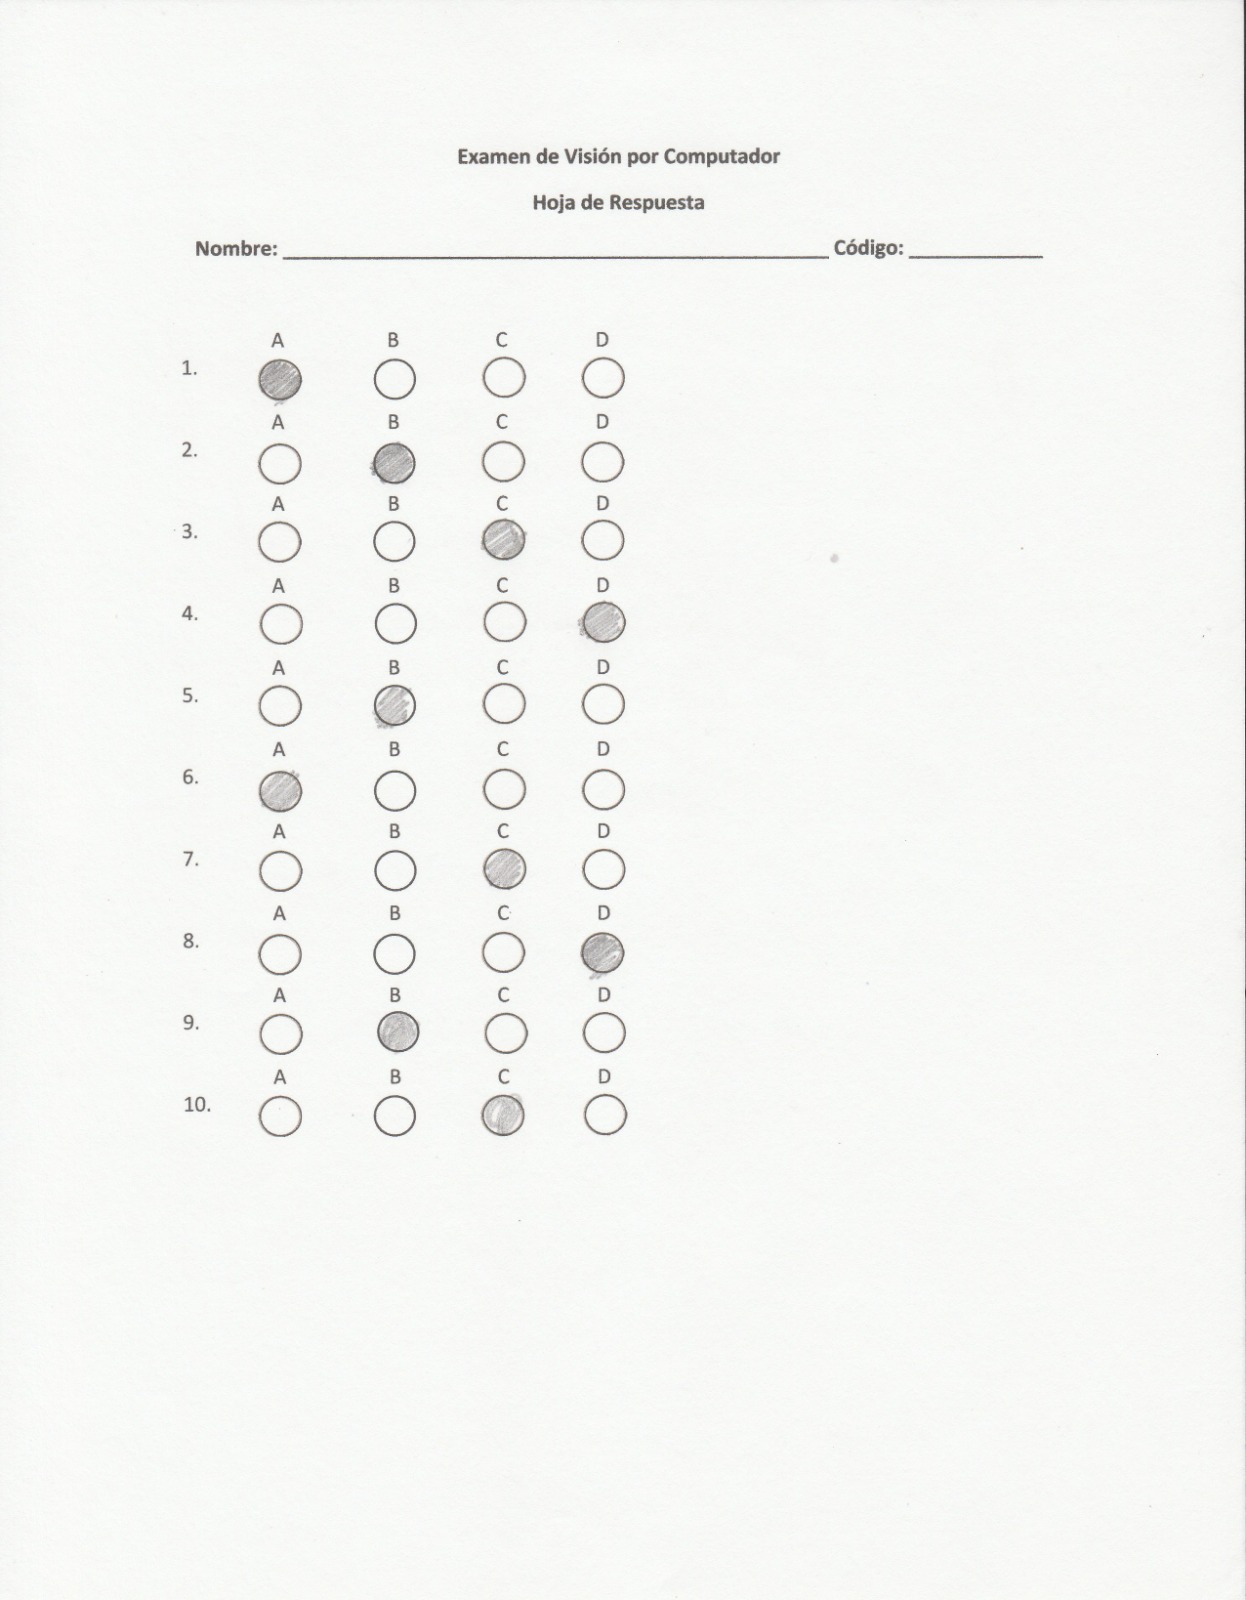 Examen de Visión por Computador
Hoja de Respuesta
Nombre: ____________________ Código: __________
A B C D
1.
A B C D
2.
A B C D
3.
A B C D
4.
A B C D
5.
A B C D
6.
A B C D
7.
A B C D
8.
A B C D
9.
A B C D
10.